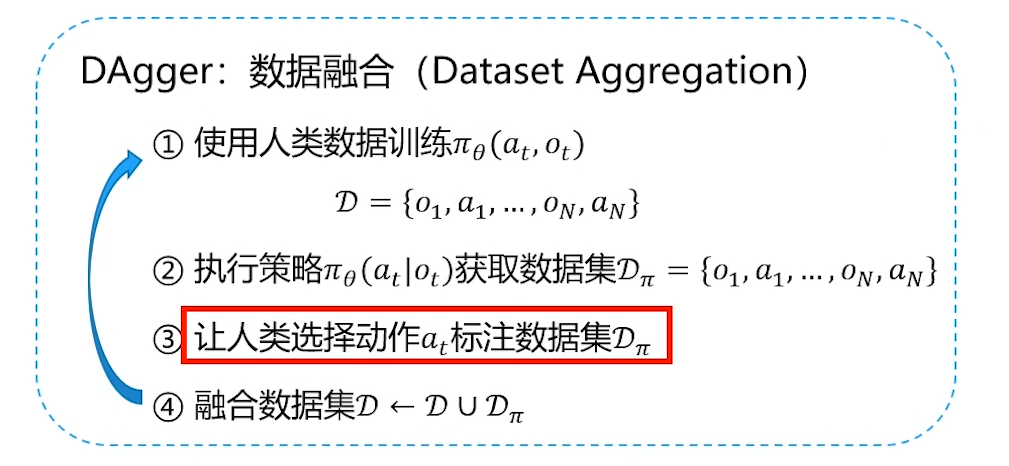 DAgger：数据融合（Dataset Aggregation）
① 使用人类数据训练πθ(at, ot)
𝒟 = {o1, a1, …, oN, aN}
② 执行策略πθ(at|ot)获取数据集𝒟π = {o1, a1, …, oN, aN}
③ 让人类选择动作at标注数据集𝒟π
④ 融合数据集𝒟 ← 𝒟 ∪ 𝒟π